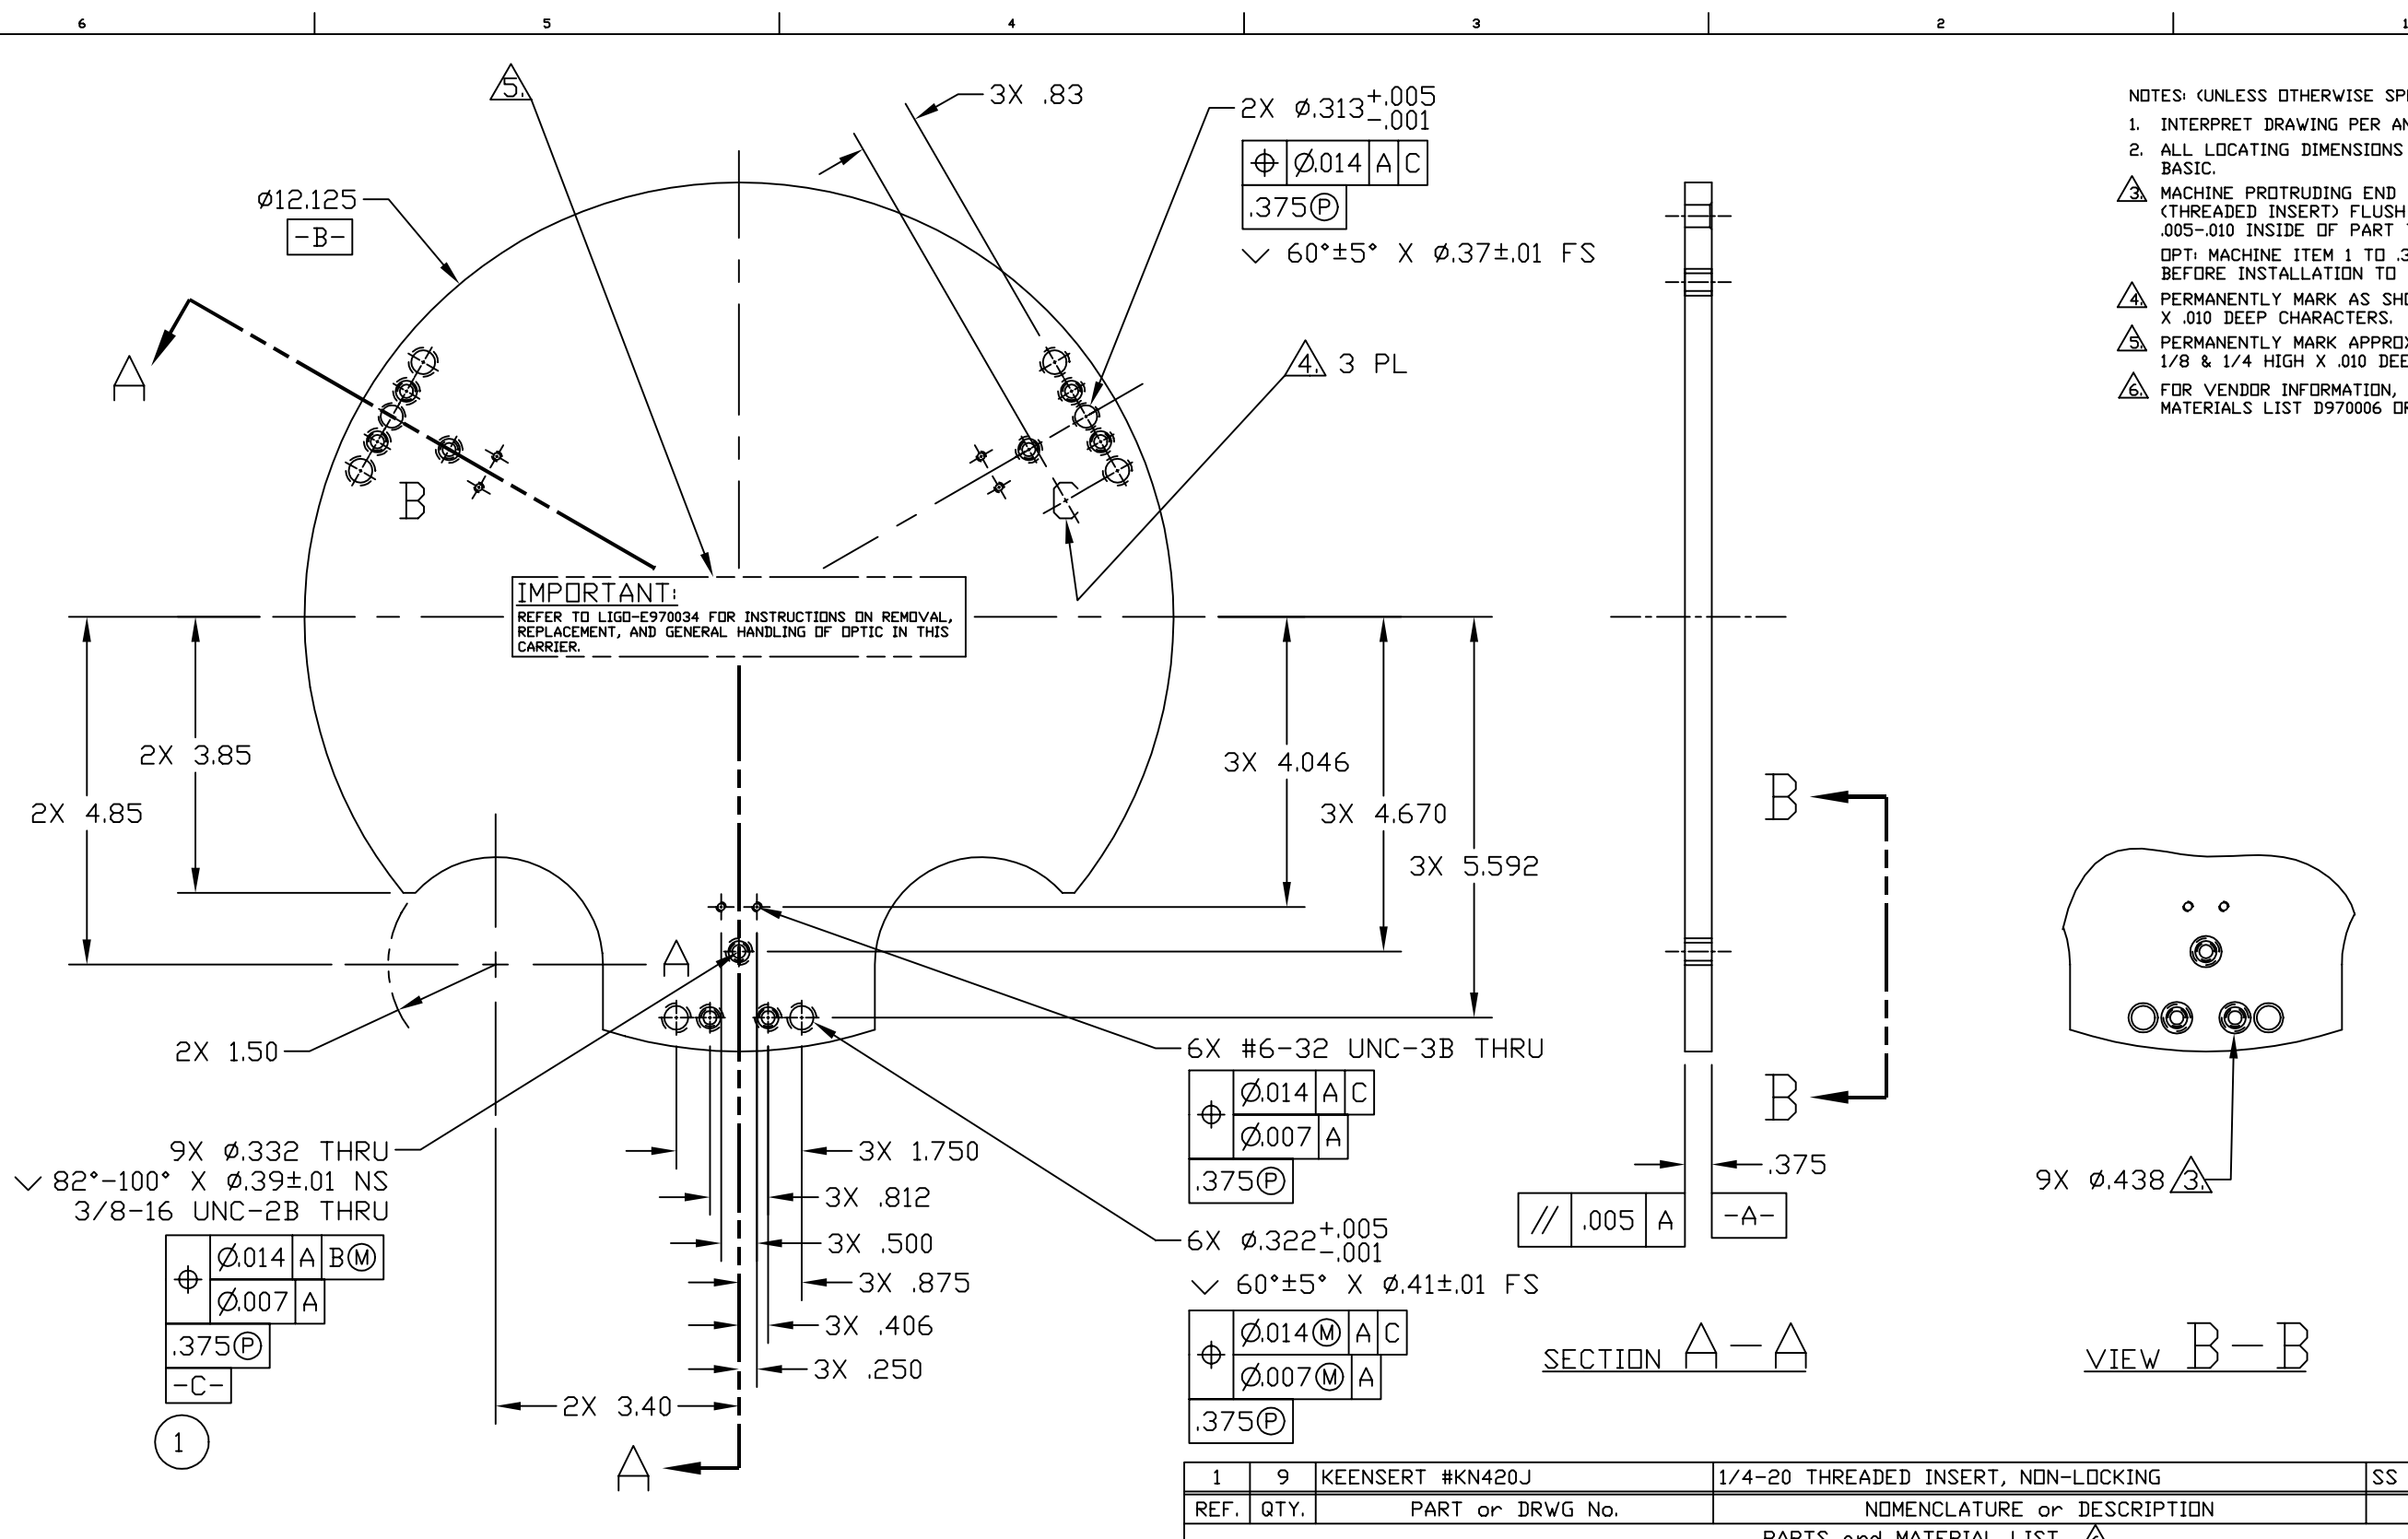 6 5 4 3 2 1
5.
3X .83
2X ø.313 +.005 -.001
⌖ Ø.014 A C
.375Ⓟ
⌵ 60°±5° X ø.37±.01 FS
ø12.125
-B-
4. 3 PL
A
B
C
NOTES: (UNLESS OTHERWISE
1. INTERPRET DRAWING PER
2. ALL LOCATING DIMENSIONS
BASIC.
3. MACHINE PROTRUDING END
(THREADED INSERT) FLUSH
.005-.010 INSIDE OF PART
OPT: MACHINE ITEM 1 TO
BEFORE INSTALLATION TO
4. PERMANENTLY MARK AS
X .010 DEEP CHARACTERS.
5. PERMANENTLY MARK
1/8 & 1/4 HIGH X .010
6. FOR VENDOR INFORMATION,
MATERIALS LIST D970006
IMPORTANT:
REFER TO LIGO-E970034 FOR INSTRUCTIONS ON REMOVAL,
REPLACEMENT, AND GENERAL HANDLING OF OPTIC IN THIS
CARRIER.
2X 3.85
2X 4.85
3X 4.046
3X 4.670
3X 5.592
B
B
A
2X 1.50
9X ø.332 THRU
⌵ 82°-100° X ø.39±.01 NS
3/8-16 UNC-2B THRU
⌖ Ø.014 A BⓂ
Ø.007 A
.375Ⓟ
-C-
1
3X 1.750
3X .812
3X .500
3X .875
3X .406
3X .250
2X 3.40
A
6X #6-32 UNC-3B THRU
⌖ Ø.014 A C
Ø.007 A
.375Ⓟ
6X ø.322 +.005 -.001
⌵ 60°±5° X ø.41±.01 FS
⌖ Ø.014Ⓜ A C
Ø.007Ⓜ A
.375Ⓟ
.375
// .005 A
-A-
9X ø.438 3.
SECTION A-A
VIEW B-B
1 9 KEENSERT #KN420J 1/4-20 THREADED INSERT, NON-LOCKING SS
REF. QTY. PART or DRWG No. NOMENCLATURE or DESCRIPTION
PARTS and MATERIAL LIST